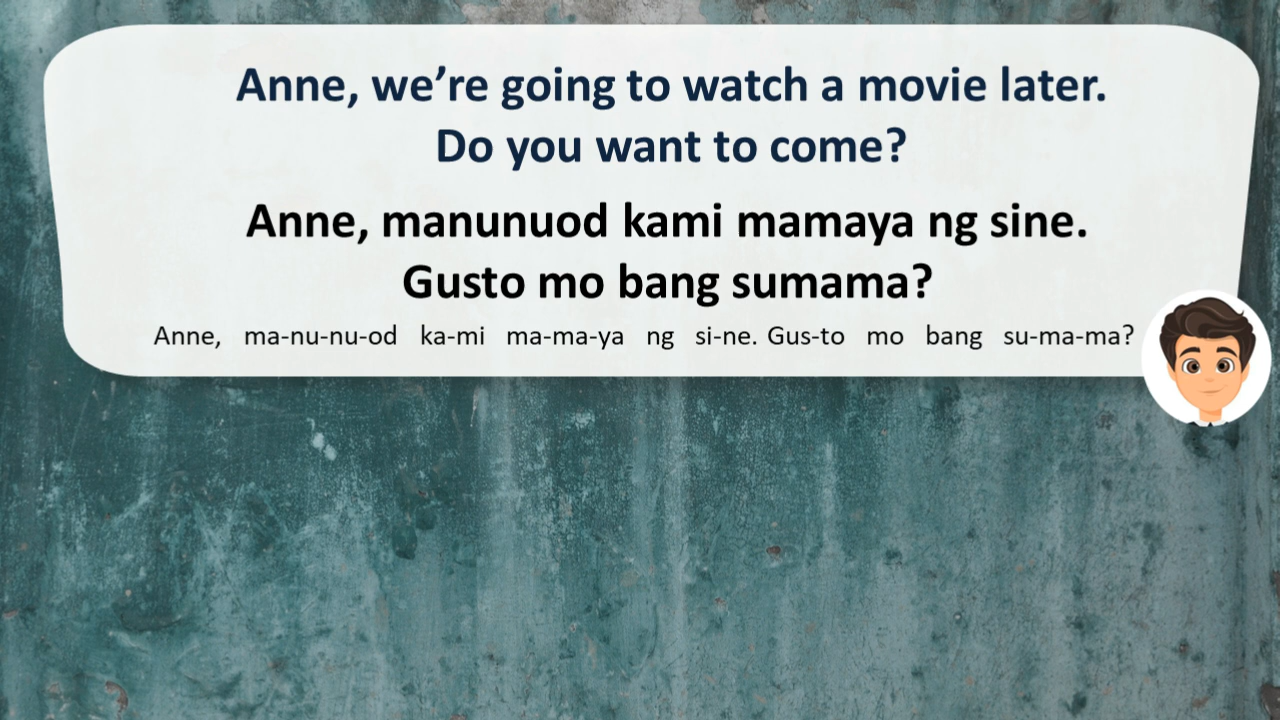 Anne, we’re going to watch a movie later.
Do you want to come?
Anne, manunuod kami mamaya ng sine.
Gusto mo bang sumama?
Anne, ma-nu-nu-od ka-mi ma-ma-ya ng si-ne. Gus-to mo bang su-ma-ma?